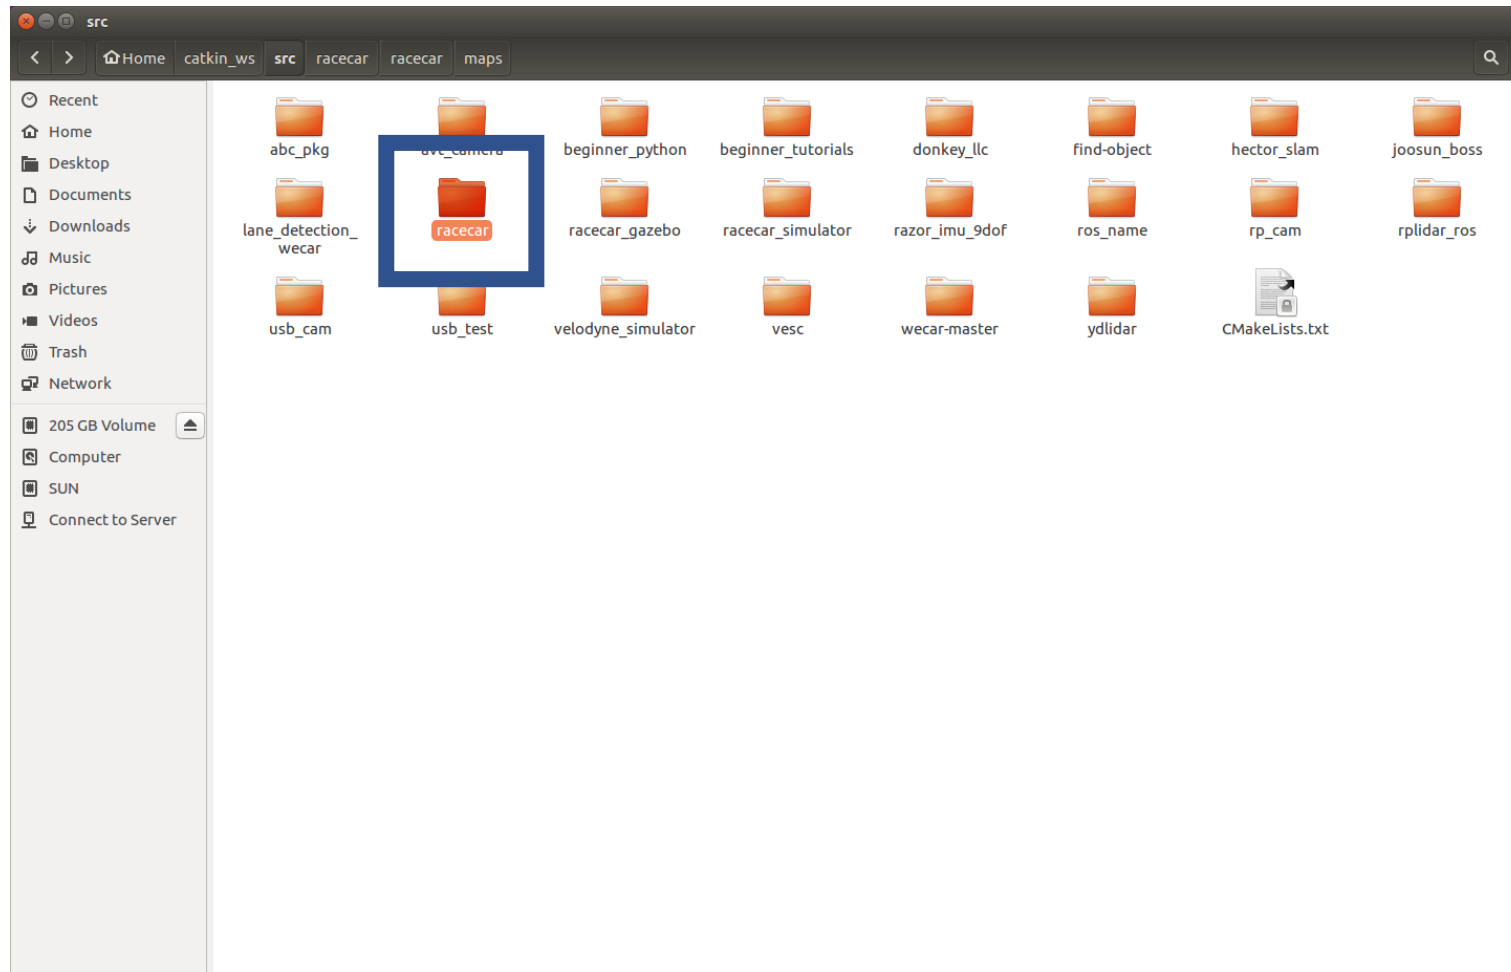 src
Home catkin_ws src racecar racecar maps
Recent
Home
Desktop
Documents
Downloads
Music
Pictures
Videos
Trash
Network
205 GB Volume
Computer
SUN
Connect to Server
abc_pkg avt_camera beginner_python beginner_tutorials donkey_llc find-object hector_slam joosun_boss
lane_detection_ racecar racecar_gazebo racecar_simulator razor_imu_9dof ros_name rp_cam rplidar_ros
wecar
usb_cam usb_test velodyne_simulator vesc wecar-master ydlidar CMakeLists.txt